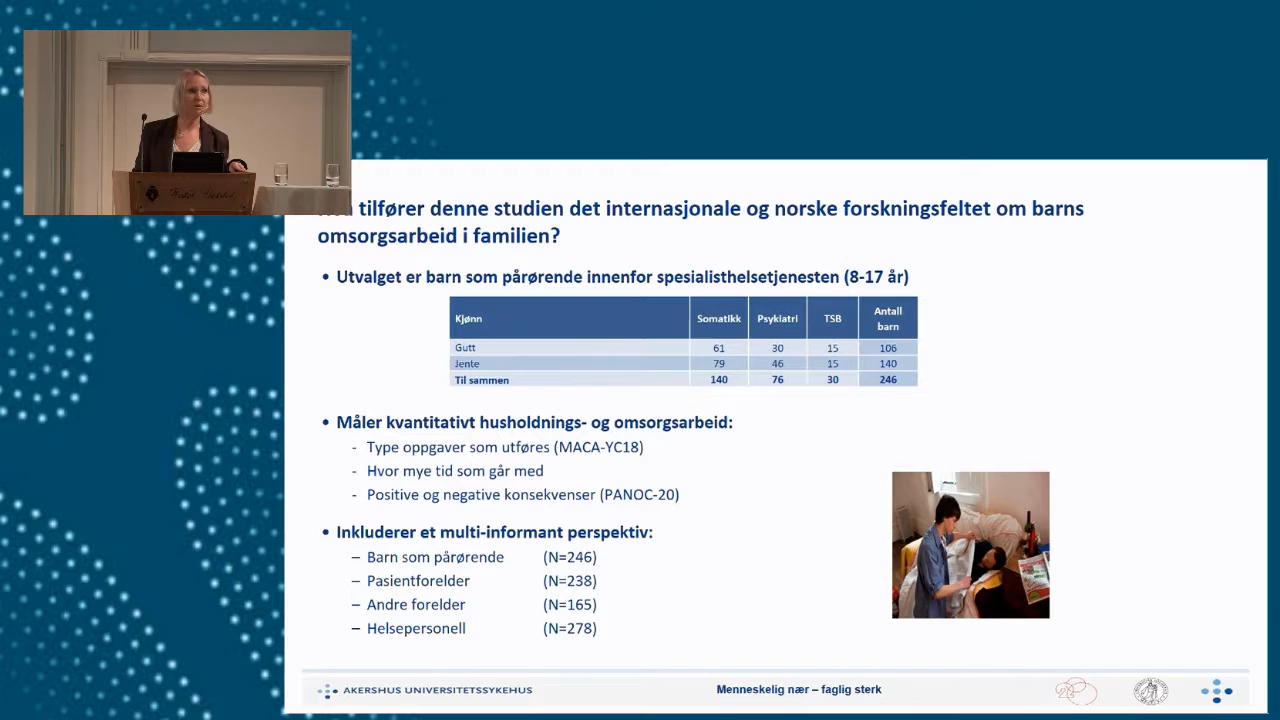 tilfører denne studien det internasjonale og norske forskningsfeltet om barns
omsorgsarbeid i familien?
• Utvalget er barn som pårørende innenfor spesialisthelsetjenesten (8-17 år)
Kjønn Somatikk Psykiatri TSB Antall barn
Gutt 61 30 15 106
Jente 79 46 15 140
Til sammen 140 76 30 246
• Måler kvantitativt husholdnings- og omsorgsarbeid:
- Type oppgaver som utføres (MACA-YC18)
- Hvor mye tid som går med
- Positive og negative konsekvenser (PANOC-20)
• Inkluderer et multi-informant perspektiv:
– Barn som pårørende (N=246)
– Pasientforelder (N=238)
– Andre forelder (N=165)
– Helsepersonell (N=278)
AKERSHUS UNIVERSITETSSYKEHUS
Menneskelig nær – faglig sterk